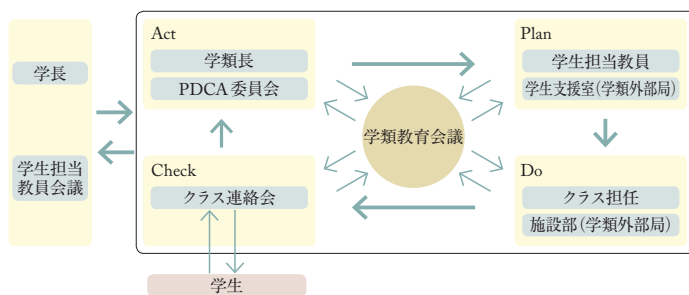 学長
学生担当
教員会議
Act
学類長
PDCA 委員会
Plan
学生担当教員
学生支援室(学類外部局)
学類教育会議
Check
クラス連絡会
Do
クラス担任
施設部(学類外部局)
学生